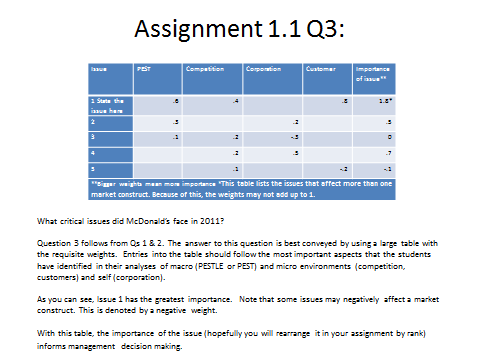 Assignment 1.1 Q3:
Issue PEST Competition Corporation Customer Importance of issue**
1 State the issue here .6 .4 .8 1.8*
2 .3 .2 .5
3 .1 .2 -.3 0
4 .2 .5 .7
5 .1 -.2 -.1
**Bigger weights mean more importance *This table lists the issues that affect more than one
market construct. Because of this, the weights may not add up to 1.
What critical issues did McDonald's face in 2011?
Question 3 follows from Qs 1 & 2. The answer to this question is best conveyed by using a large table with
the requisite weights. Entries into the table should follow the most important aspects that the students
have identified in their analyses of macro (PESTLE or PEST) and micro environments (competition,
customers) and self (corporation).
As you can see, Issue 1 has the greatest importance. Note that some issues may negatively affect a market
construct. This is denoted by a negative weight.
With this table, the importance of the issue (hopefully you will rearrange it in your assignment by rank)
informs management decision making.